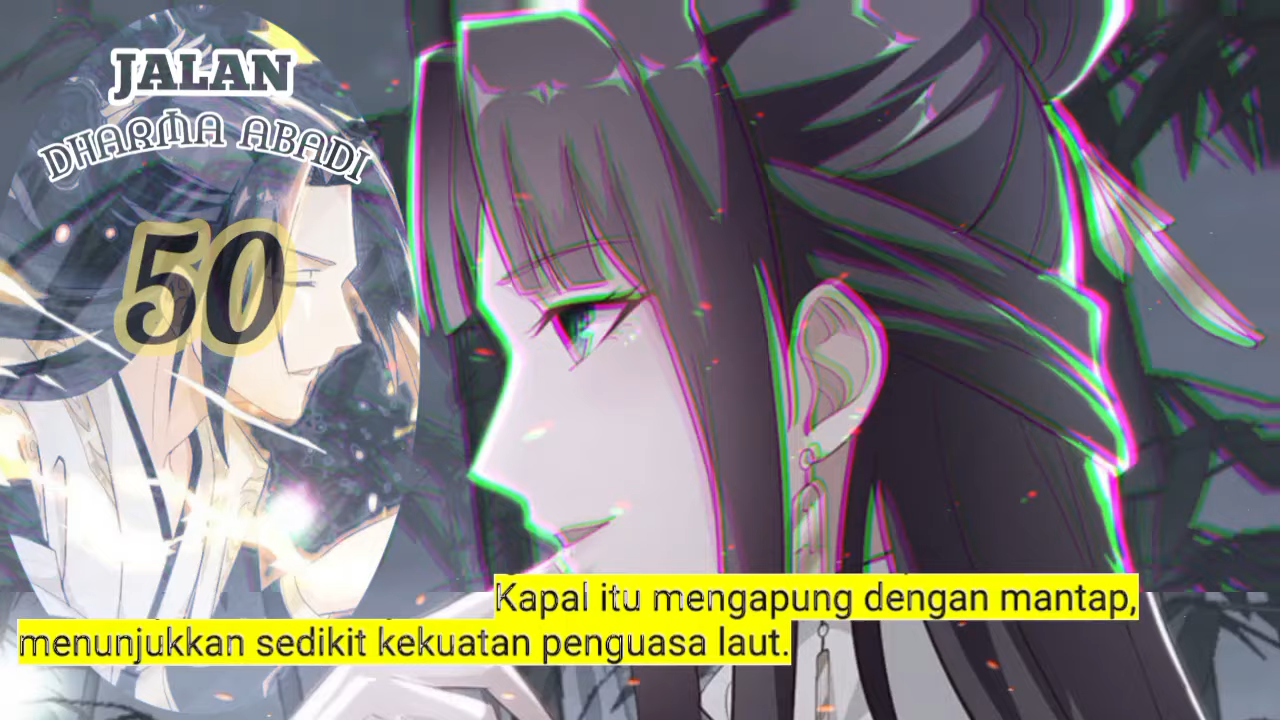 JALAN
DHARMA ABADI
50
Kapal itu mengapung dengan mantap,
menunjukkan sedikit kekuatan penguasa laut.